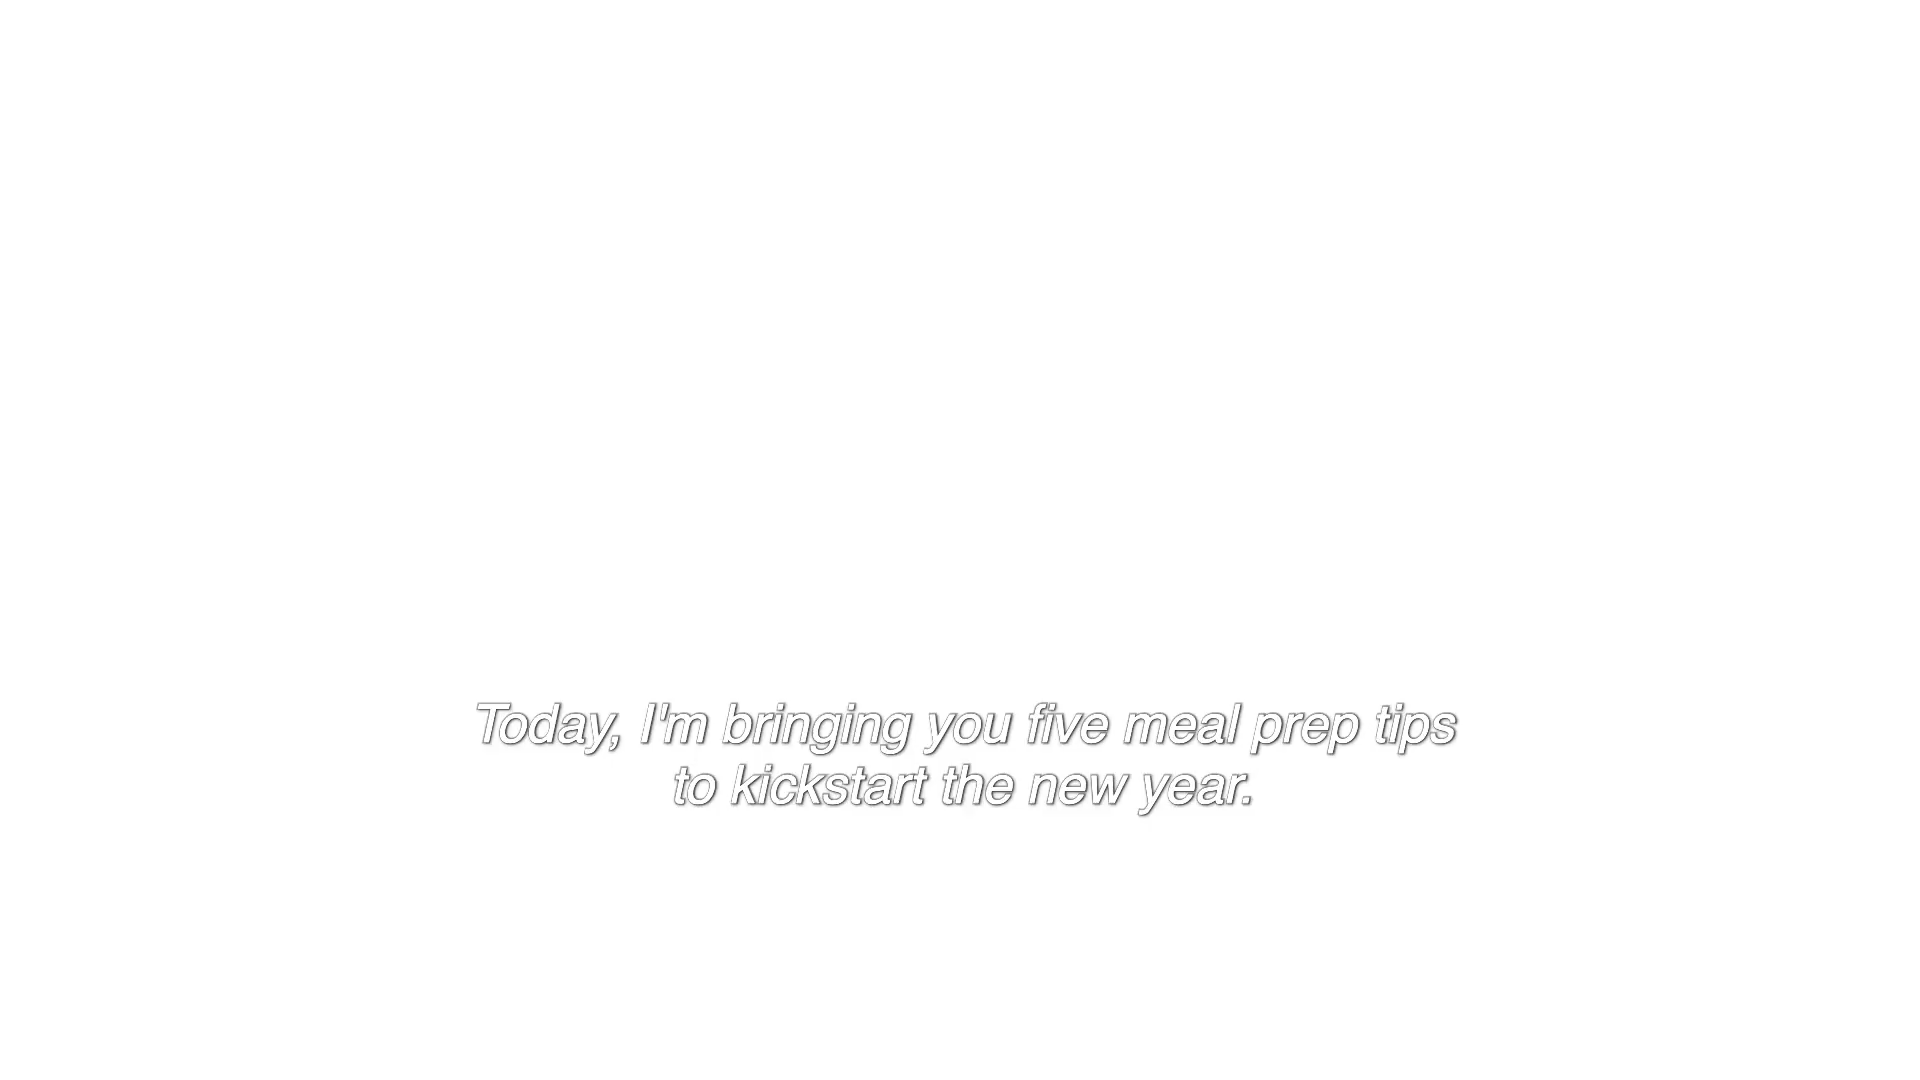 Today, I'm bringing you five meal prep tips
to kickstart the new year.